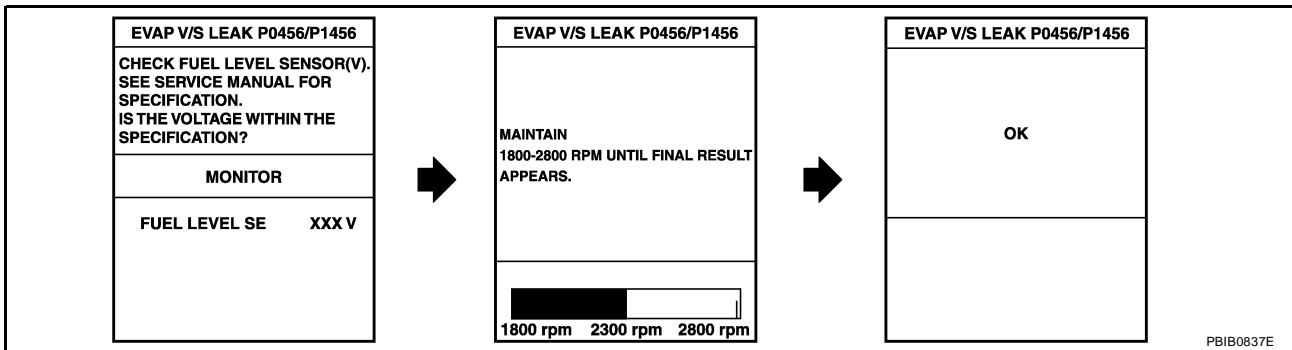 EVAP V/S LEAK P0456/P1456
CHECK FUEL LEVEL SENSOR(V).
SEE SERVICE MANUAL FOR
SPECIFICATION.
IS THE VOLTAGE WITHIN THE
SPECIFICATION?
MONITOR
FUEL LEVEL SE XXX V
EVAP V/S LEAK P0456/P1456
MAINTAIN
1800-2800 RPM UNTIL FINAL RESULT
APPEARS.
1800 rpm 2300 rpm 2800 rpm
EVAP V/S LEAK P0456/P1456
OK
PBIB0837E